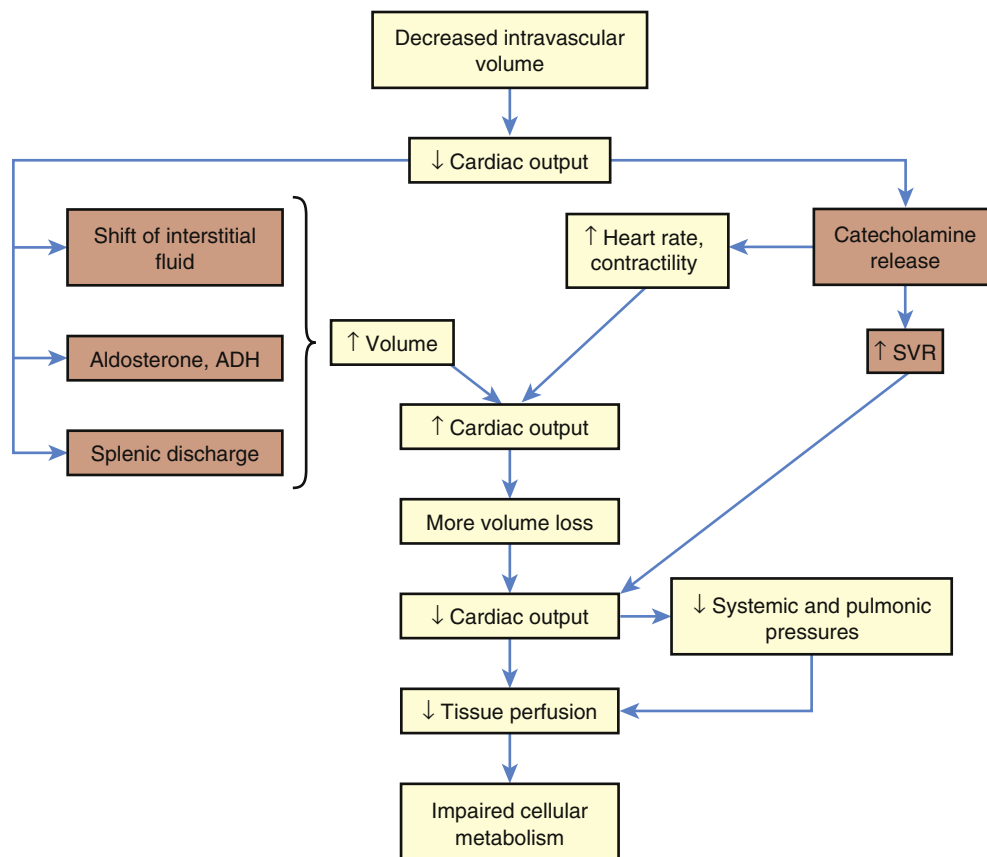 Decreased intravascular
volume
↓ Cardiac output
Shift of interstitial
fluid
Aldosterone, ADH
Splenic discharge
↑ Volume
↑ Heart rate,
contractility
Catecholamine
release
↑ SVR
↑ Cardiac output
More volume loss
↓ Cardiac output
↓ Systemic and pulmonic
pressures
↓ Tissue perfusion
Impaired cellular
metabolism